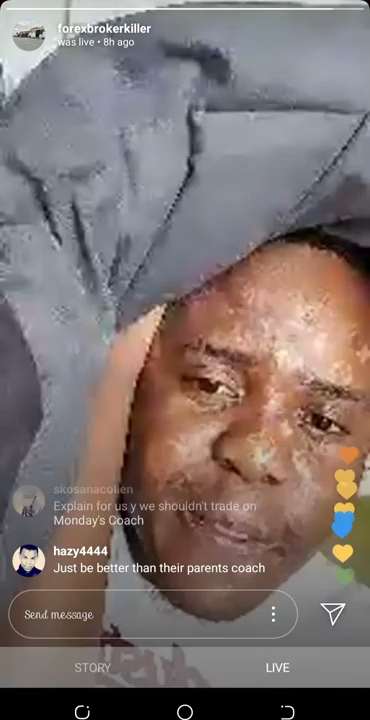 forexbrokerkiller
was live • 8h ago
skosanacollen
Explain for us y we shouldn't trade on
Monday's Coach
hazy4444
Just be better than their parents coach
Send message
STORY
LIVE